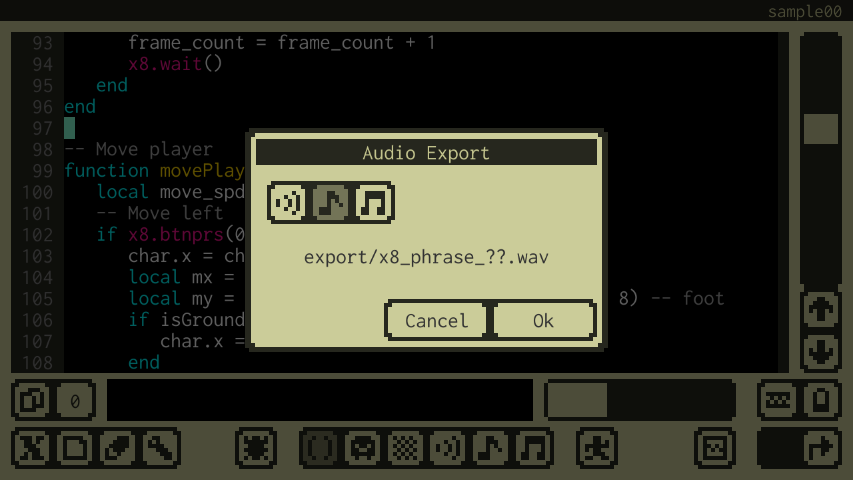 sample00
93 frame_count = frame_count + 1
94 x8.wait()
95 end
96 end
97
98 -- Move player
99 function movePlay
100 local move_spd
101 -- Move left
102 if x8.btnprs(0
103 char.x = ch
104 local mx =
105 local my = 8) -- foot
106 if isGround
107 char.x =
108 end
Audio Export
export/x8_phrase_??.wav
Cancel Ok
0